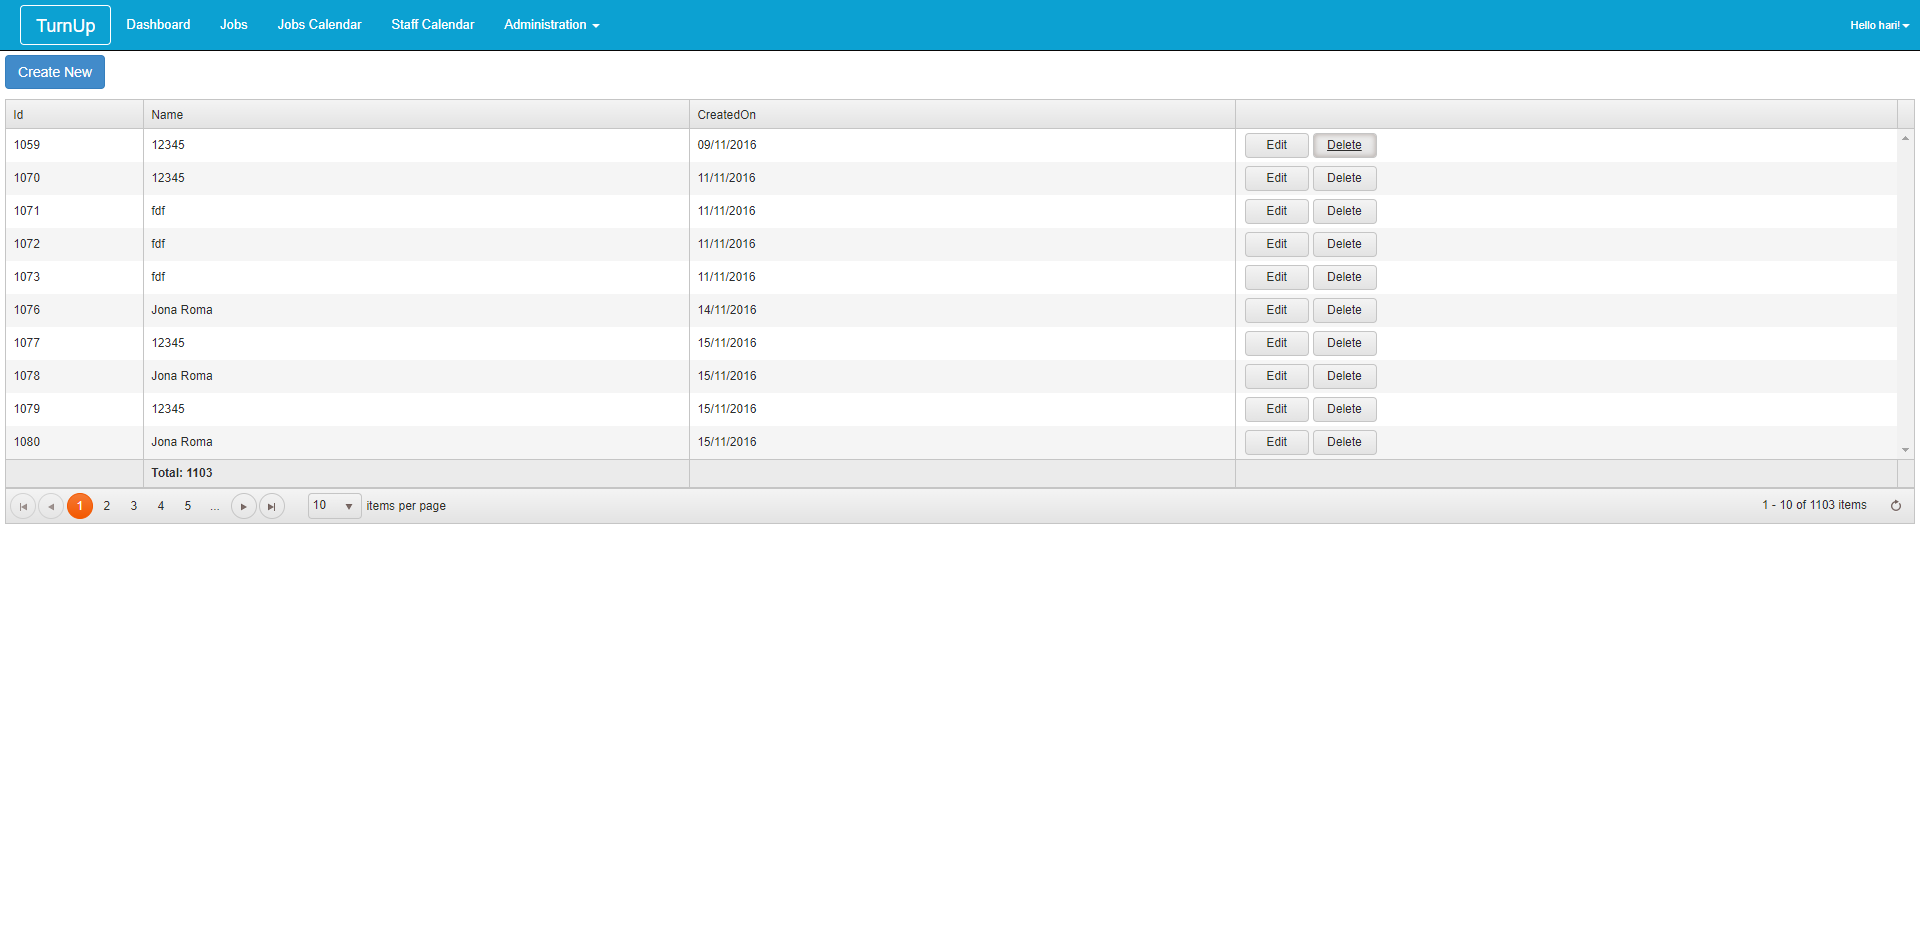 TurnUp Dashboard Jobs Jobs Calendar Staff Calendar Administration Hello hari!
Create New
Id Name CreatedOn
1059 12345 09/11/2016 Edit Delete
1070 12345 11/11/2016 Edit Delete
1071 fdf 11/11/2016 Edit Delete
1072 fdf 11/11/2016 Edit Delete
1073 fdf 11/11/2016 Edit Delete
1076 Jona Roma 14/11/2016 Edit Delete
1077 12345 15/11/2016 Edit Delete
1078 Jona Roma 15/11/2016 Edit Delete
1079 12345 15/11/2016 Edit Delete
1080 Jona Roma 15/11/2016 Edit Delete
Total: 1103
1 2 3 4 5 ... 10 items per page 1 - 10 of 1103 items